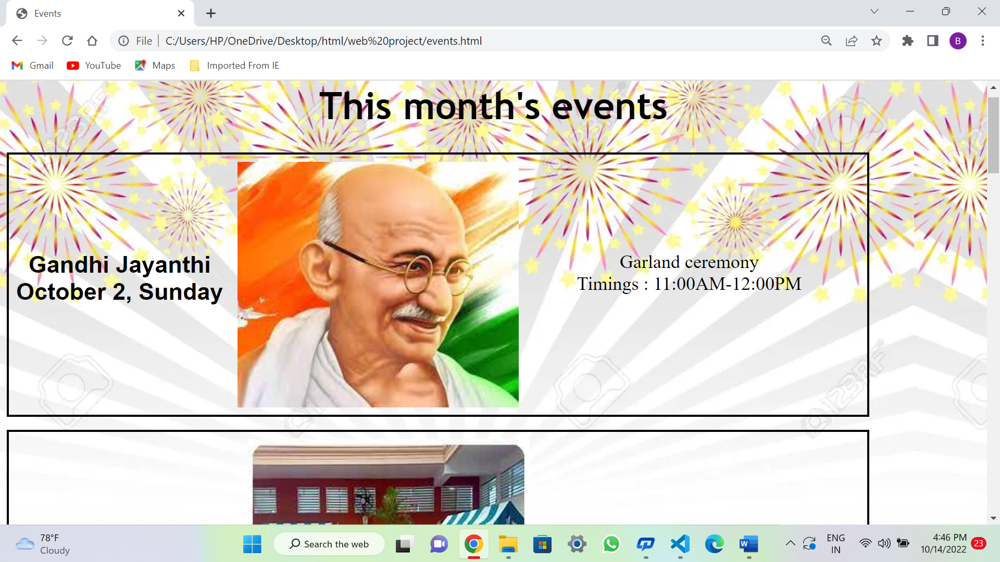 Events
File
C:/Users/HP/OneDrive/Desktop/html/web%20project/events.html
B
Gmail
YouTube
Maps
Imported From IE
This month's events
Gandhi Jayanthi
October 2, Sunday
Garland ceremony
Timings : 11:00AM-12:00PM
123RF
123RF
78°F
Cloudy
Search the web
W
ENG
IN
4:46 PM
10/14/2022
23